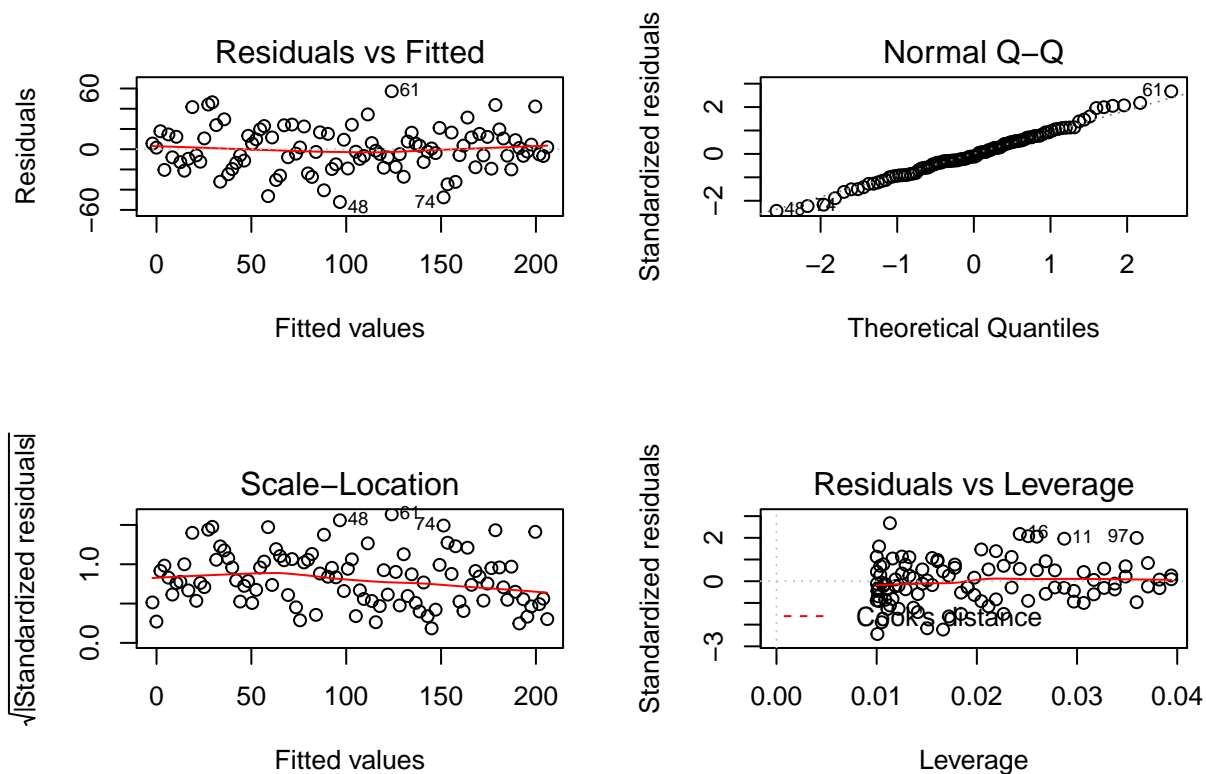 Residuals vs Fitted
Residuals
60
0
−60
61
48
74
0 50 100 150 200
Fitted values
Normal Q−Q
Standardized residuals
2
0
−2
61
48
74
−2 −1 0 1 2
Theoretical Quantiles
Scale−Location
√|Standardized residuals|
1.0
0.0
48
61
74
0 50 100 150 200
Fitted values
Residuals vs Leverage
Standardized residuals
2
0
−3
16
11
97
Cook's distance
0.00 0.01 0.02 0.03 0.04
Leverage